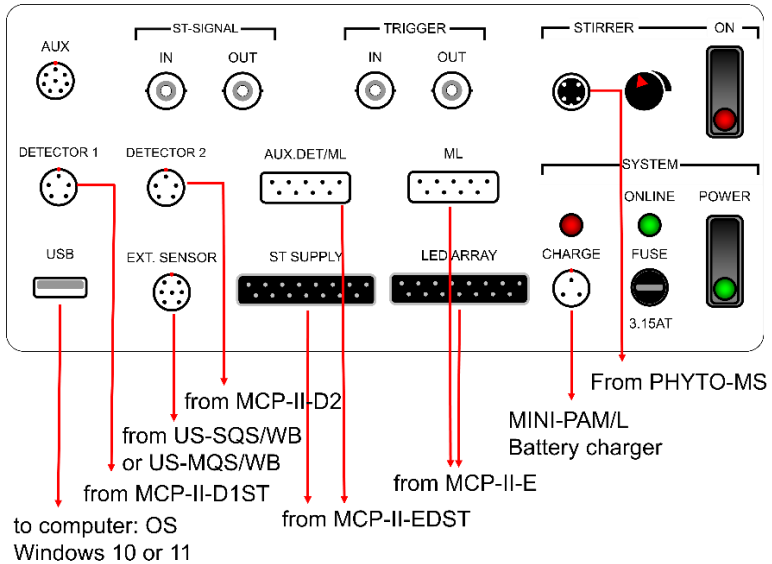 ST-SIGNAL
TRIGGER
STIRRER
ON
AUX
IN
OUT
IN
OUT
DETECTOR 1
DETECTOR 2
AUX.DET/ML
ML
SYSTEM
ONLINE
POWER
USB
EXT. SENSOR
ST SUPPLY
LED ARRAY
CHARGE
FUSE
3.15AT
From PHYTO-MS
from MCP-II-D2
MINI-PAM/L
Battery charger
from US-SQS/WB
or US-MQS/WB
from MCP-II-E
from MCP-II-D1ST
from MCP-II-EDST
to computer: OS
Windows 10 or 11